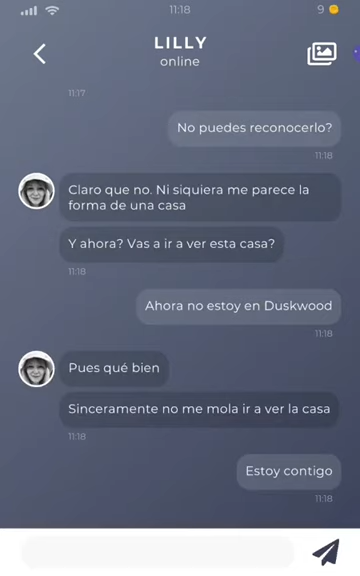 11:18
9
LILLY
online
11:17
No puedes reconocerlo?
11:18
Claro que no. Ni siquiera me parece la
forma de una casa
Y ahora? Vas a ir a ver esta casa?
11:18
Ahora no estoy en Duskwood
11:18
Pues qué bien
Sinceramente no me mola ir a ver la casa
11:18
Estoy contigo
11:18